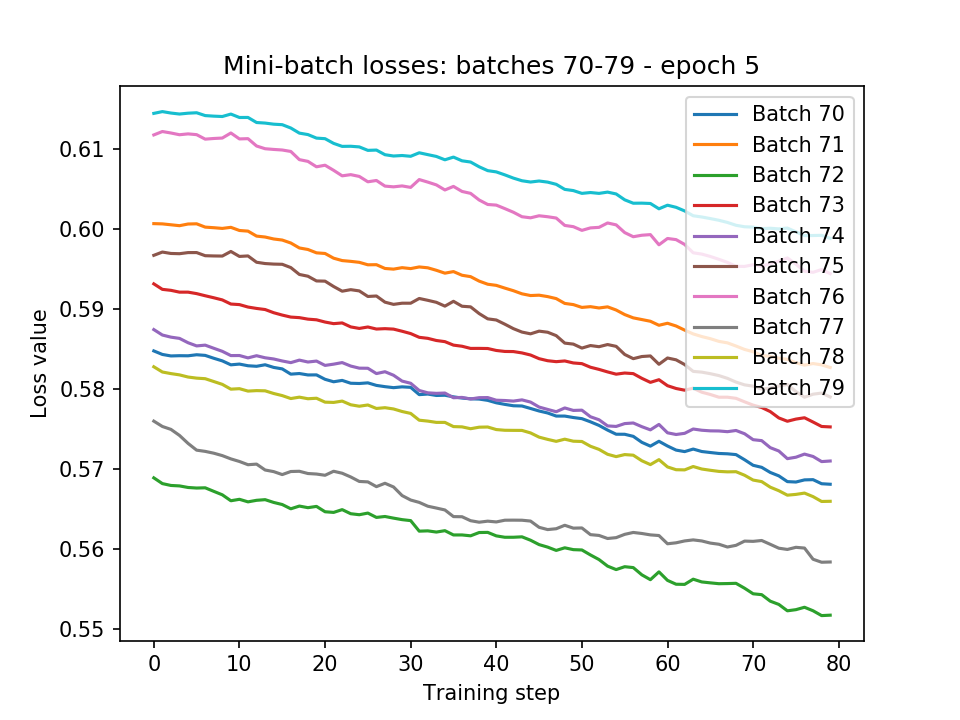 Mini-batch losses: batches 70-79 - epoch 5
Loss value
0.61
0.60
0.59
0.58
0.57
0.56
0.55
Batch 70
Batch 71
Batch 72
Batch 73
Batch 74
Batch 75
Batch 76
Batch 77
Batch 78
Batch 79
0 10 20 30 40 50 60 70 80
Training step